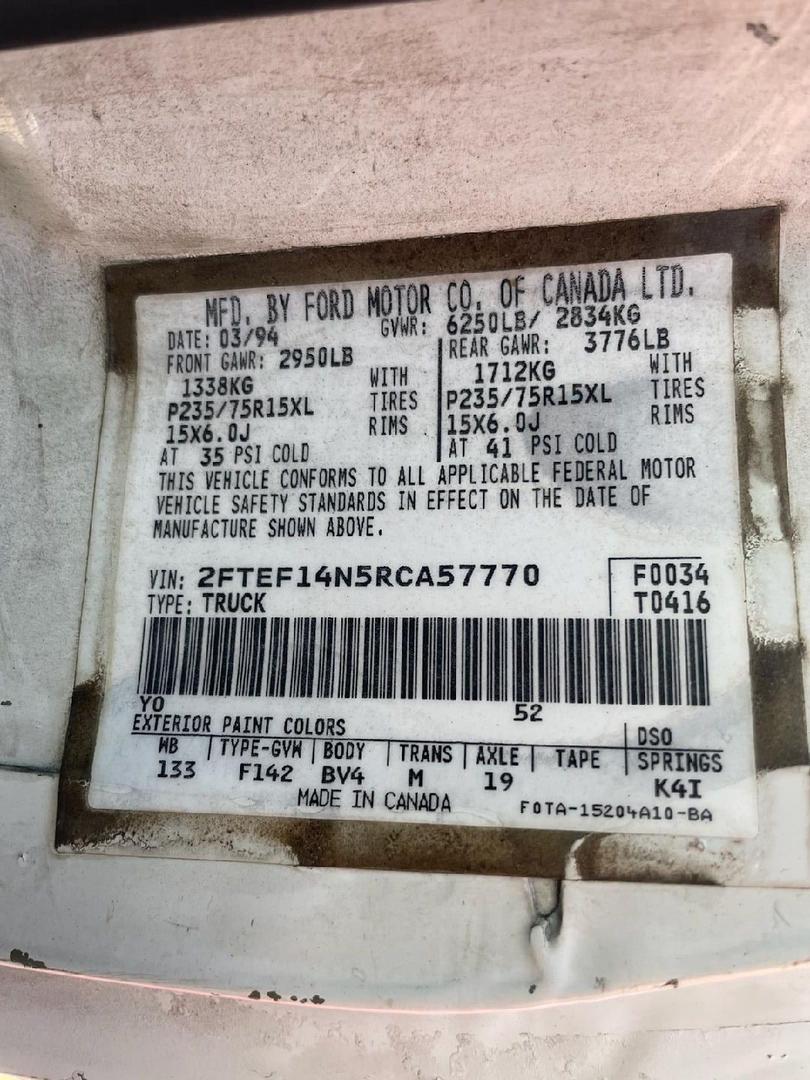 MFD. BY FORD MOTOR CO. OF CANADA LTD.
DATE: 03/94 GVWR: 6250LB/ 2834KG
FRONT GAWR: 2950LB REAR GAWR: 3776LB
1338KG WITH 1712KG WITH
P235/75R15XL TIRES P235/75R15XL TIRES
15X6.0J RIMS 15X6.0J RIMS
AT 35 PSI COLD AT 41 PSI COLD
THIS VEHICLE CONFORMS TO ALL APPLICABLE FEDERAL MOTOR
VEHICLE SAFETY STANDARDS IN EFFECT ON THE DATE OF
MANUFACTURE SHOWN ABOVE.
VIN: 2FTEF14N5RCA57770 F0034
TYPE: TRUCK T0416
YO 52
EXTERIOR PAINT COLORS DSO
WB TYPE-GVW BODY TRANS AXLE TAPE SPRINGS
133 F142 BV4 M 19 K4I
MADE IN CANADA F0TA-15204A10-BA